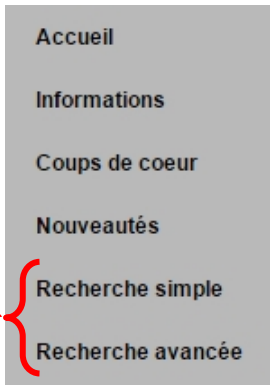 Accueil
Informations
Coups de coeur
Nouveautés
Recherche simple
Recherche avancée